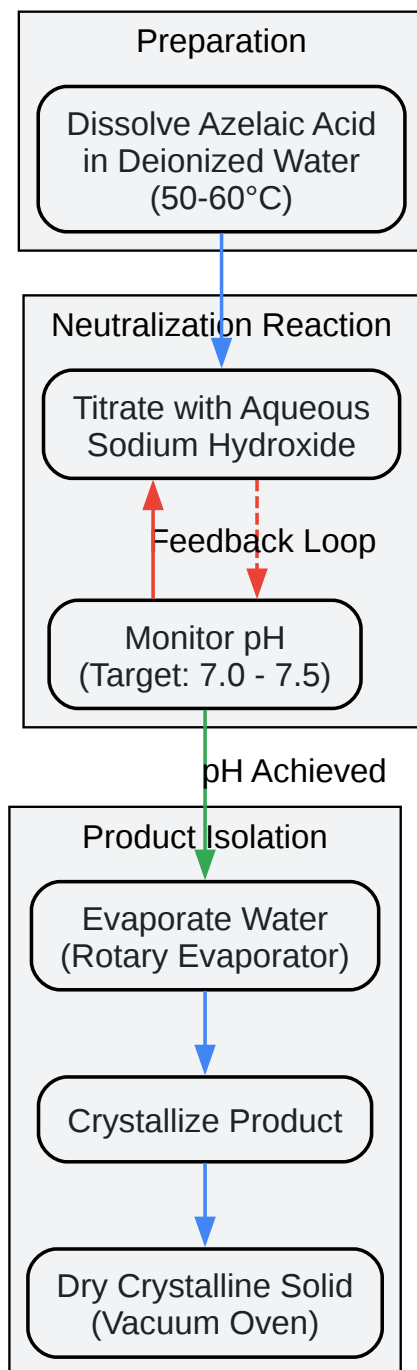 Preparation
Dissolve Azelaic Acid
in Deionized Water
(50-60°C)
Neutralization Reaction
Titrate with Aqueous
Sodium Hydroxide
Feedback Loop
Monitor pH
(Target: 7.0 - 7.5)
pH Achieved
Product Isolation
Evaporate Water
(Rotary Evaporator)
Crystallize Product
Dry Crystalline Solid
(Vacuum Oven)